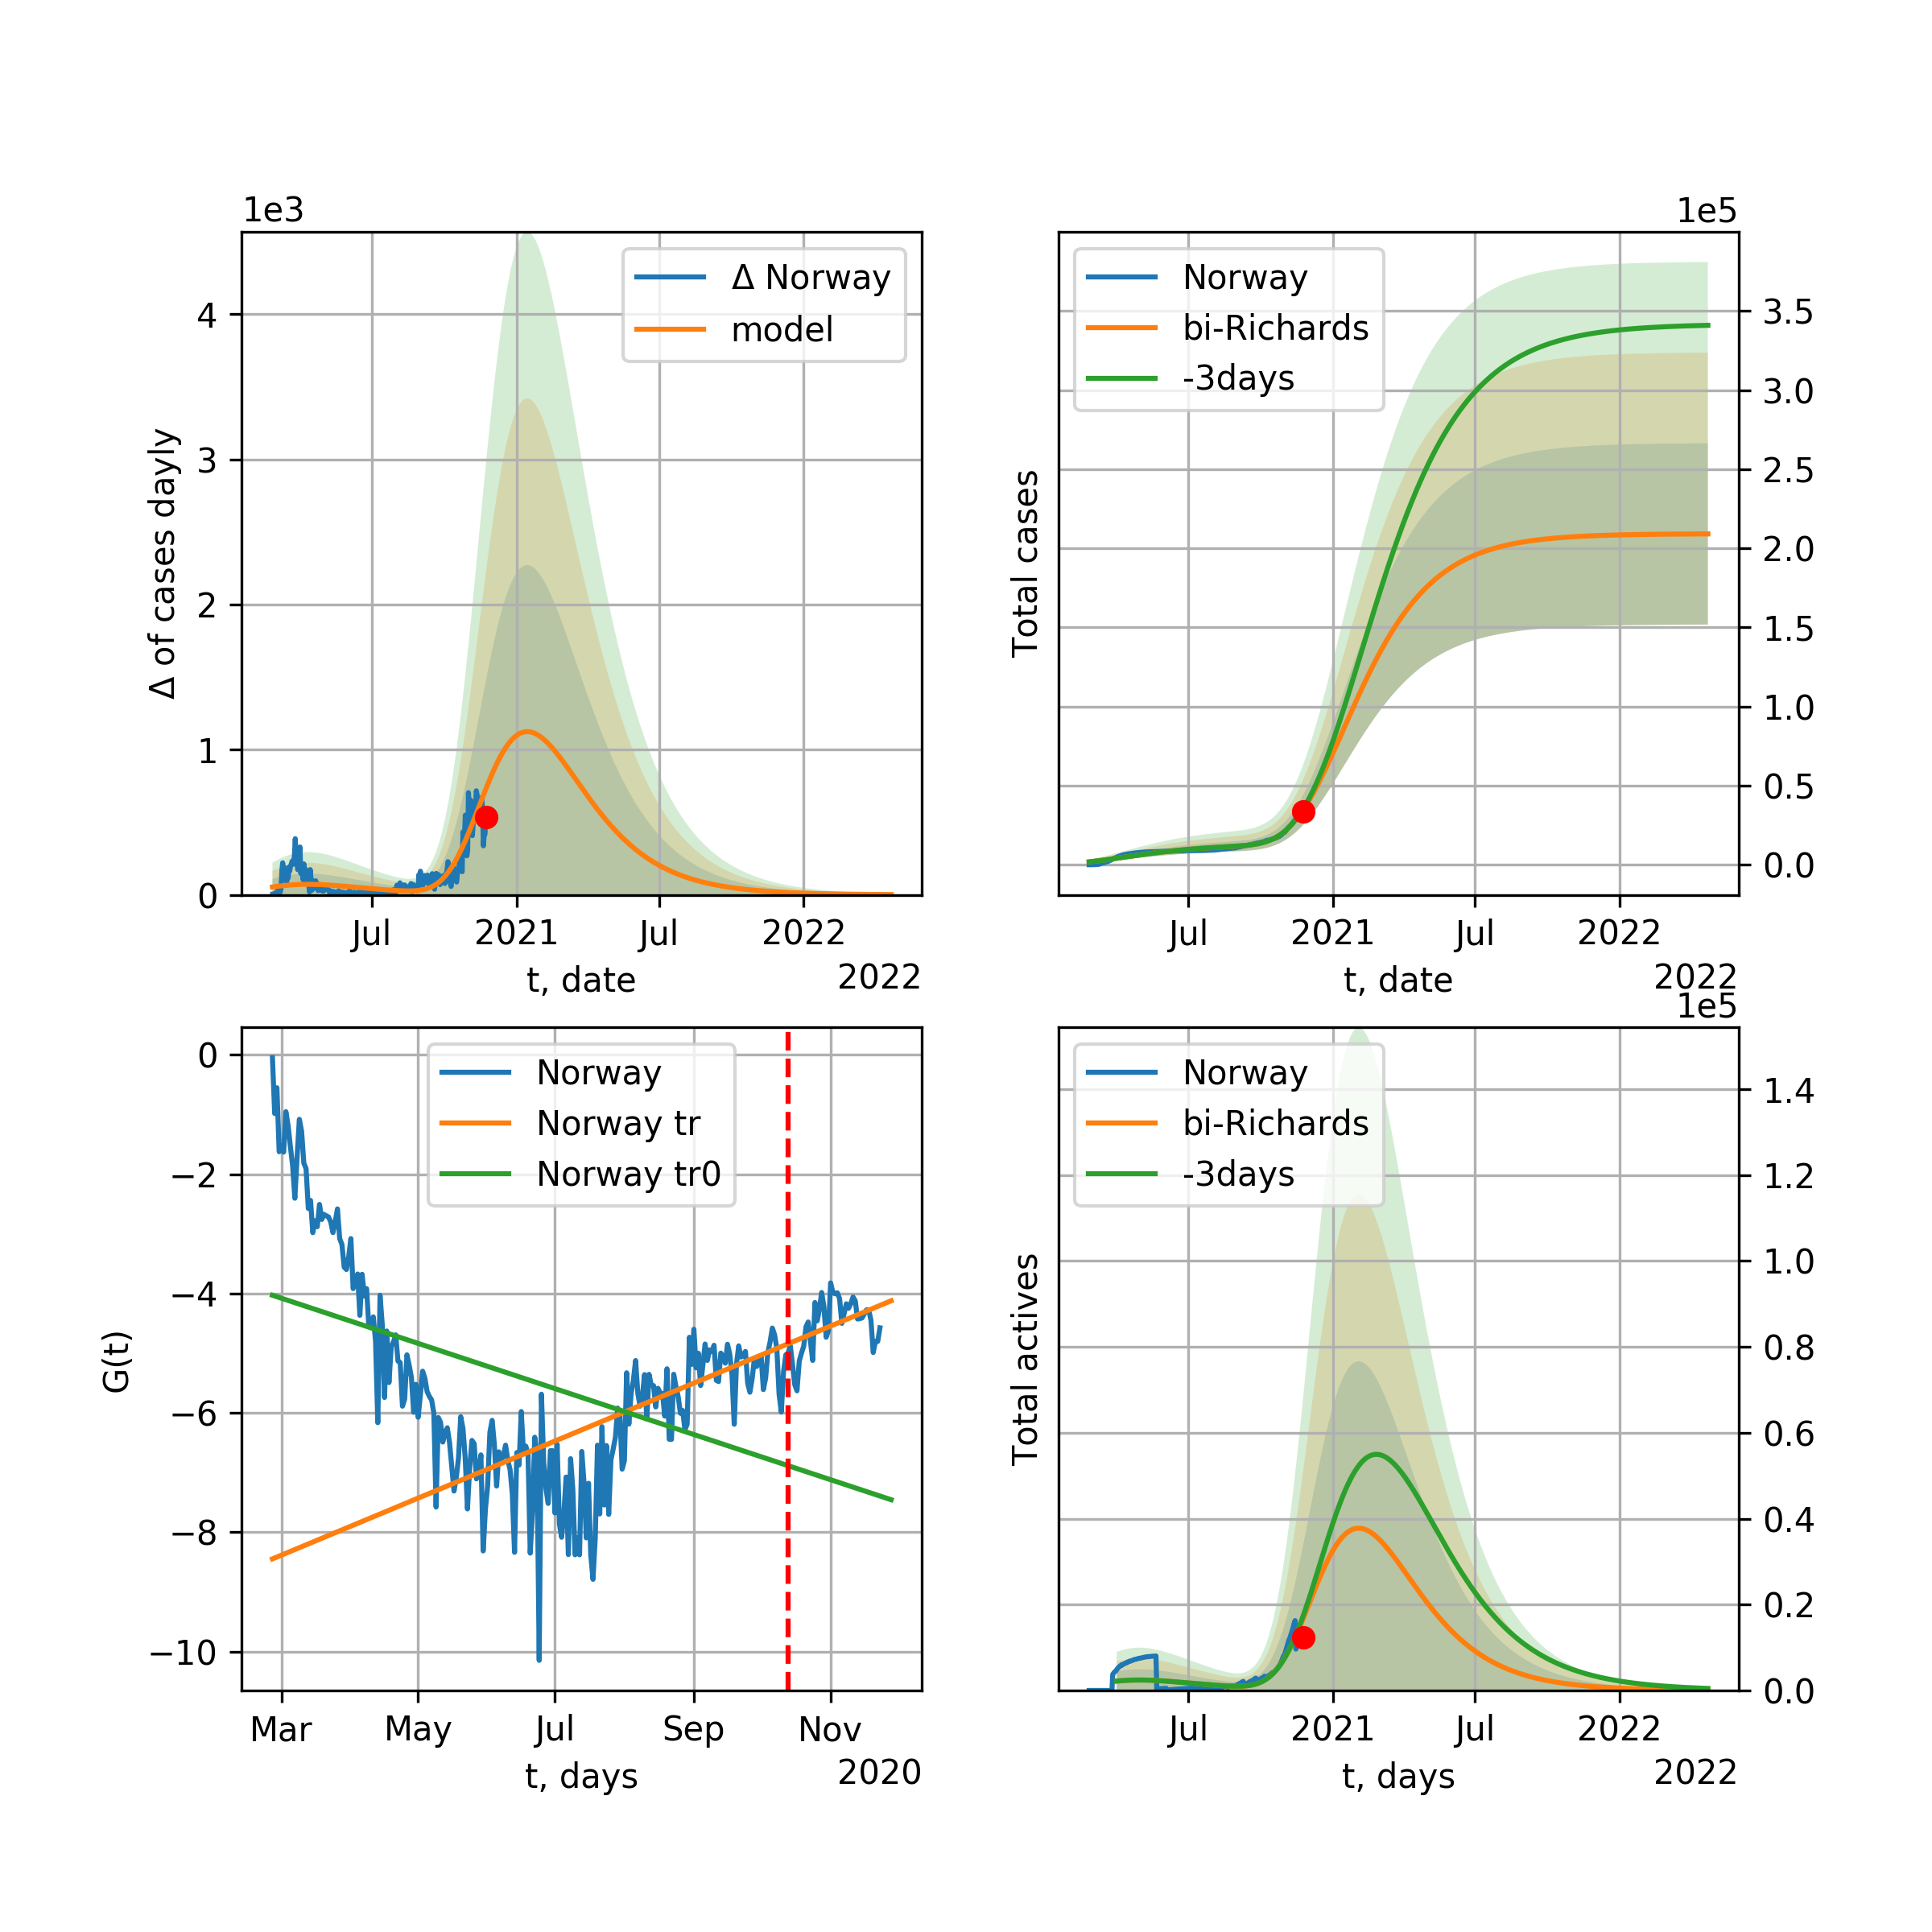 1e3
Δ of cases dayly
4
3
2
1
0
Δ Norway
model
Jul
2021
Jul
2022
t, date
2022
1e5
Total cases
Norway
bi-Richards
-3days
3.5
3.0
2.5
2.0
1.5
1.0
0.5
0.0
Jul
2021
Jul
2022
t, date
2022
G(t)
0
−2
−4
−6
−8
−10
Norway
Norway tr
Norway tr0
Mar
May
Jul
Sep
Nov
t, days
2020
1e5
Total actives
Norway
bi-Richards
-3days
1.4
1.2
1.0
0.8
0.6
0.4
0.2
0.0
Jul
2021
Jul
2022
t, days
2022